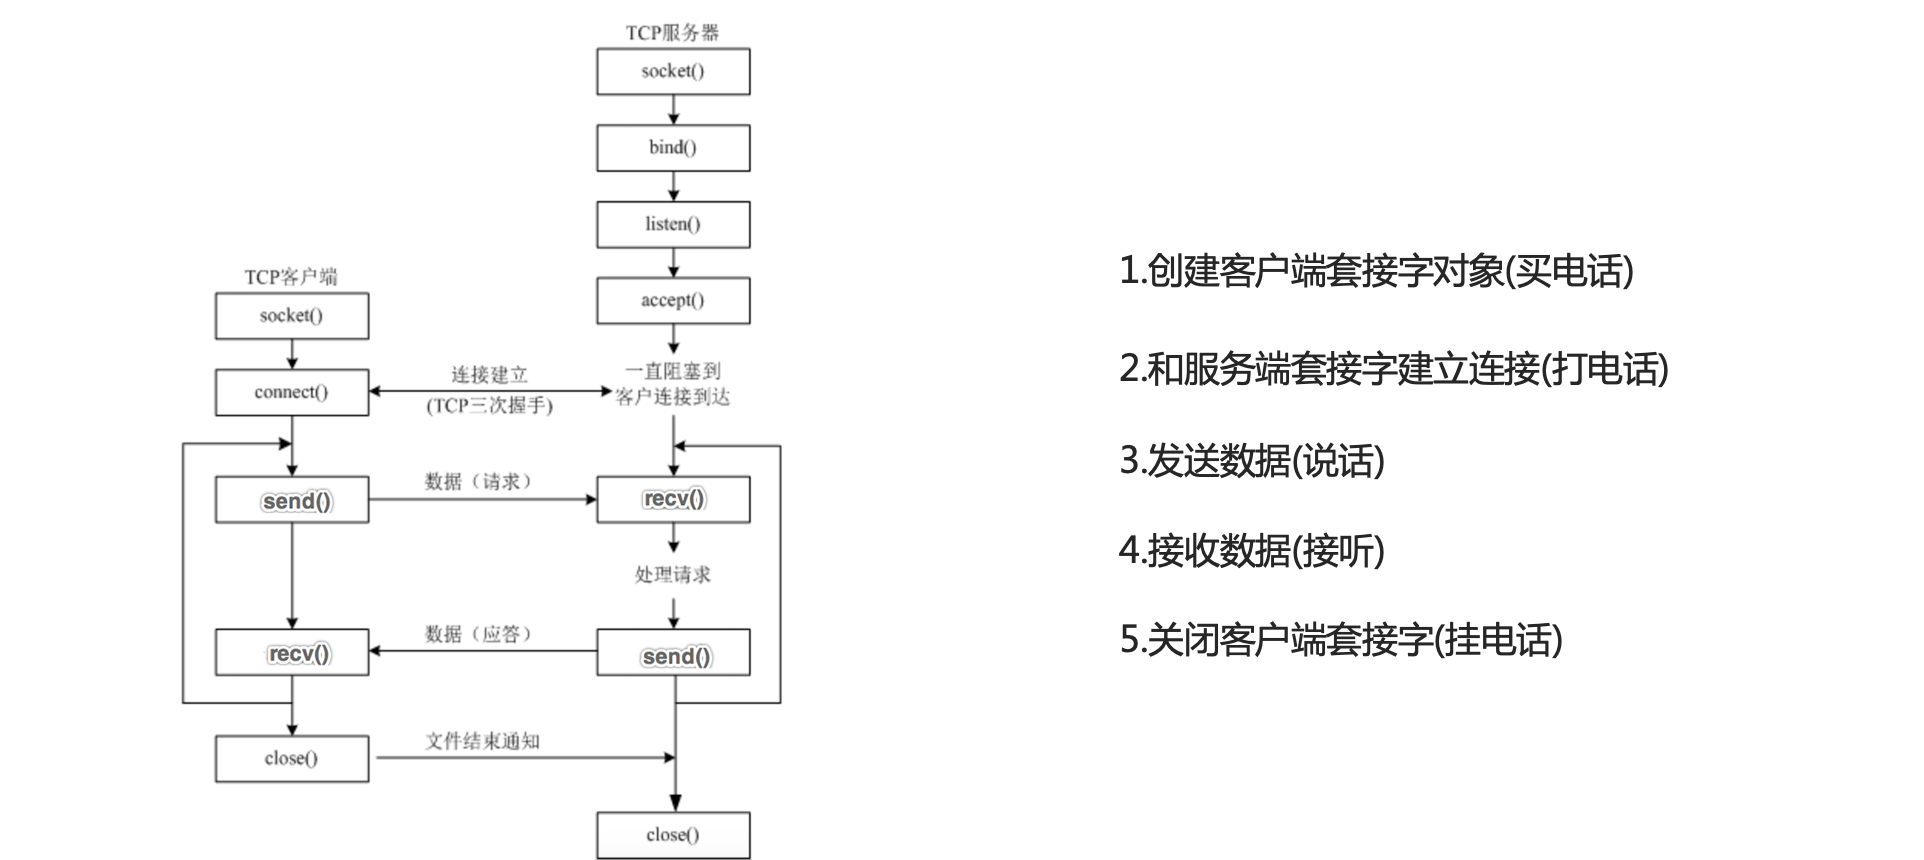 TCP服务器
socket()
bind()
listen()
accept()
一直阻塞到
客户连接到达
TCP客户端
socket()
connect()
连接建立
(TCP三次握手)
send()
数据（请求）
recv()
处理请求
recv()
数据（应答）
send()
close()
文件结束通知
close()
1.创建客户端套接字对象(买电话)
2.和服务端套接字建立连接(打电话)
3.发送数据(说话)
4.接收数据(接听)
5.关闭客户端套接字(挂电话)